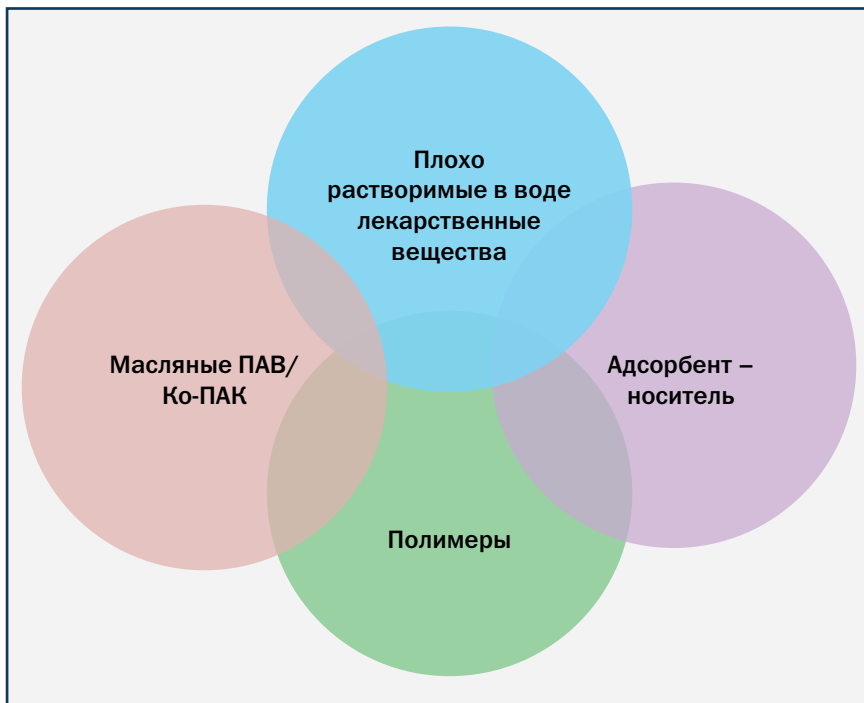 Плохо
растворимые в воде
лекарственные
вещества
Масляные ПАВ/
Ко-ПАК
Адсорбент –
носитель
Полимеры